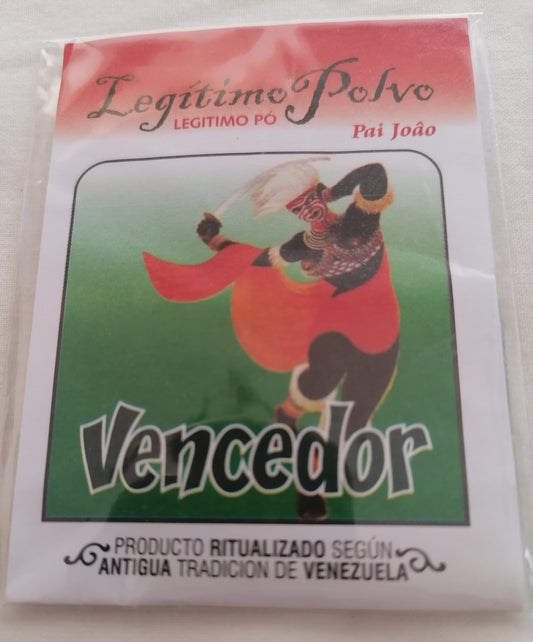 Legítimo Polvo
LEGITIMO PÓ
Pai Joâo
Vencedor
PRODUCTO RITUALIZADO SEGÚN
ANTIGUA TRADICION DE VENEZUELA